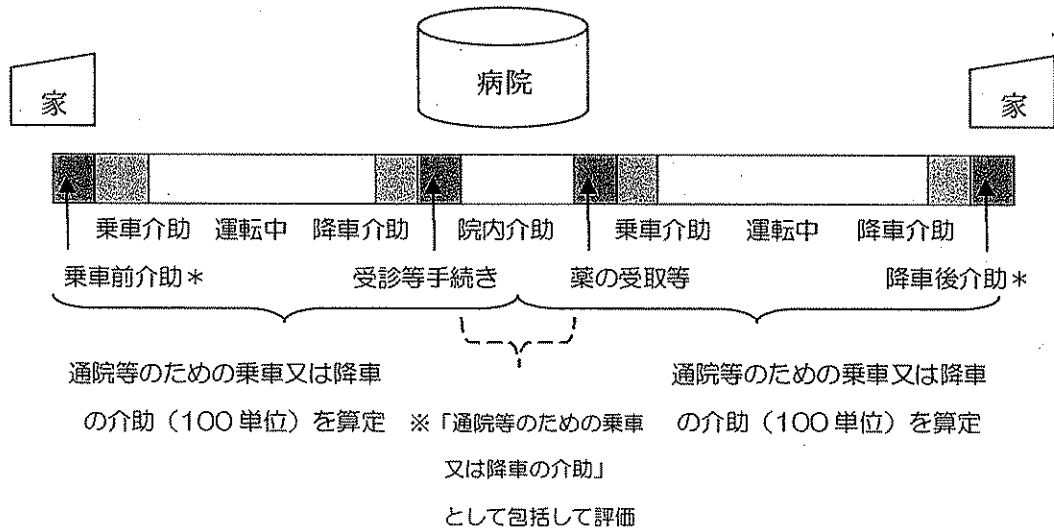 病院
家
家
乗車介助 運転中 降車介助 院内介助 乗車介助 運転中 降車介助
乗車前介助＊ 受診等手続き 薬の受取等 降車後介助＊
通院等のための乗車又は降車
の介助（100単位）を算定
※「通院等のための乗車
又は降車の介助」
として包括して評価
通院等のための乗車又は降車
の介助（100単位）を算定